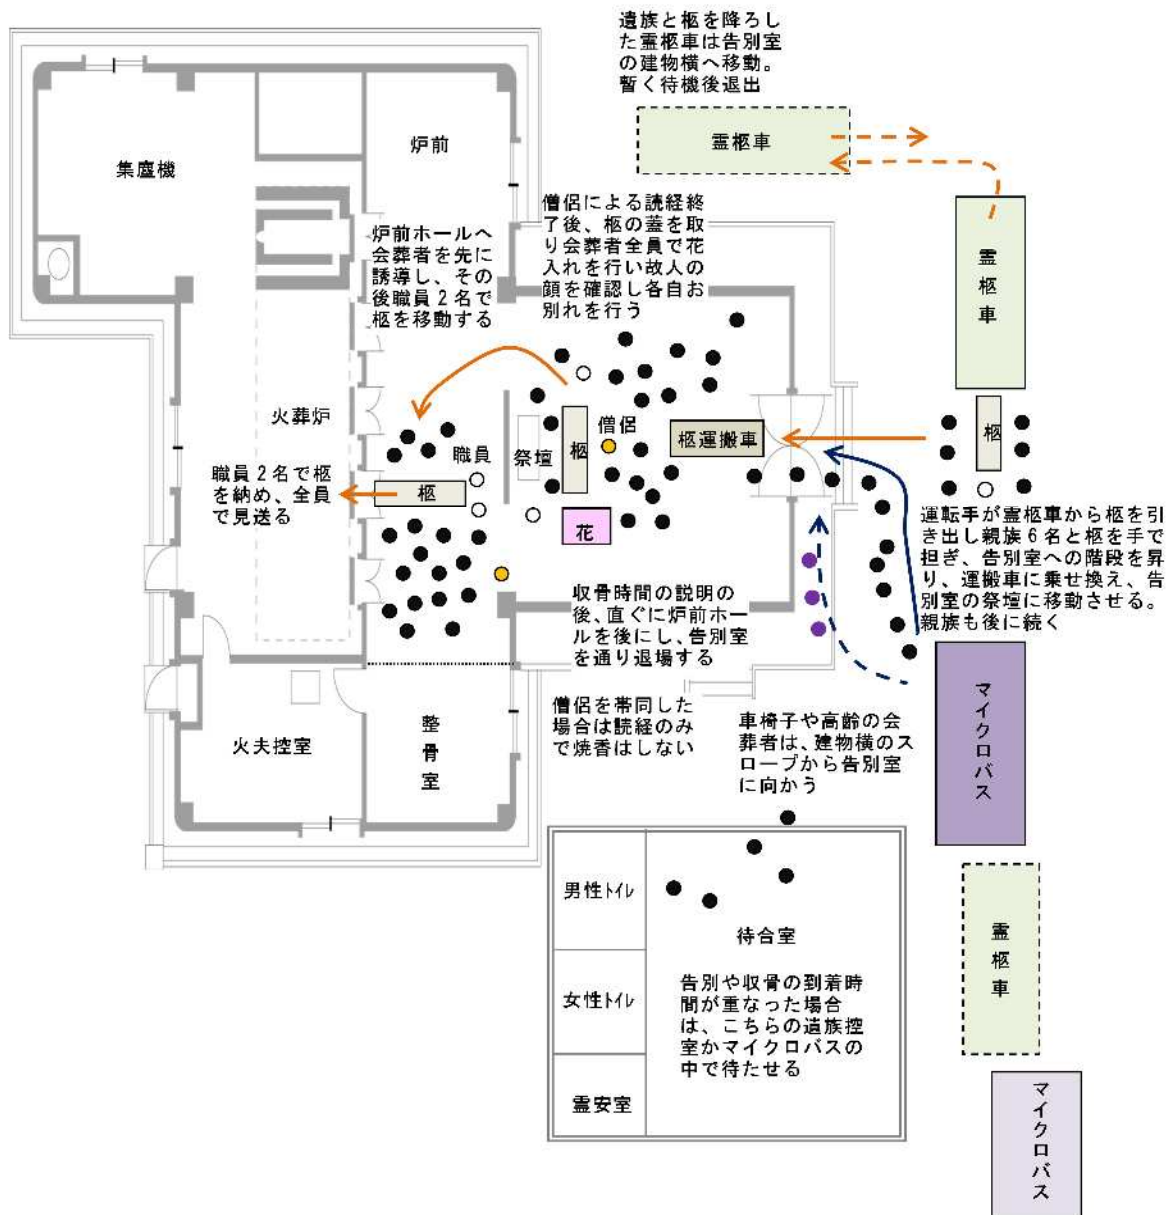 遺族と柩を降ろし
た霊柩車は告別室
の建物横へ移動。
暫く待機後退出
霊柩車
炉前
集塵機
僧侶による読経終
了後、柩の蓋を取
り会葬者全員で花
入れを行い故人の
顔を確認し各自お
別れを行う
炉前ホールへ
会葬者を先に
誘導し、その
後職員2名で
柩を移動する
霊柩車
火葬炉
僧侶
柩運搬車
柩
職員
祭壇
柩
職員2名で柩
を納め、全員
で見送る
柩
花
運転手が霊柩車から柩を引
き出し親族6名と柩を手で
担ぎ、告別室への階段を昇
り、運搬車に乗せ換え、告
別室の祭壇に移動させる。
親族も後に続く
収骨時間の説明の
後、直ぐに炉前ホー
ルを後にし、告別室
を通り退場する
僧侶を帯同した
場合は読経のみ
で焼香はしない
車椅子や高齢の会
葬者は、建物横のス
ロープから告別室
に向かう
マイクロバス
火夫控室
整骨室
男性ﾄｲﾚ
待合室
霊柩車
女性ﾄｲﾚ
告別や収骨の到着時
間が重なった場合
は、こちらの遺族控
室かマイクロバスの
中で待たせる
霊安室
マイクロバス